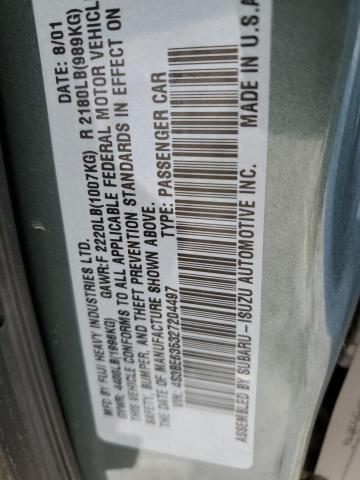 MFD BY FUJI HEAVY INDUSTRIES LTD. DATE: 8/01
GVWR: 4400LB(1996KG) GAWR:F 2220LB(1007KG) R 2180LB(989KG)
THIS VEHICLE CONFORMS TO ALL APPLICABLE FEDERAL MOTOR VEHICLE
SAFETY, BUMPER, AND THEFT PREVENTION STANDARDS IN EFFECT ON
THE DATE OF MANUFACTURE SHOWN ABOVE.
VIN: 4S3BE635327204497 TYPE: PASSENGER CAR
ASSEMBLED BY SUBARU-ISUZU AUTOMOTIVE INC. MADE IN U.S.A